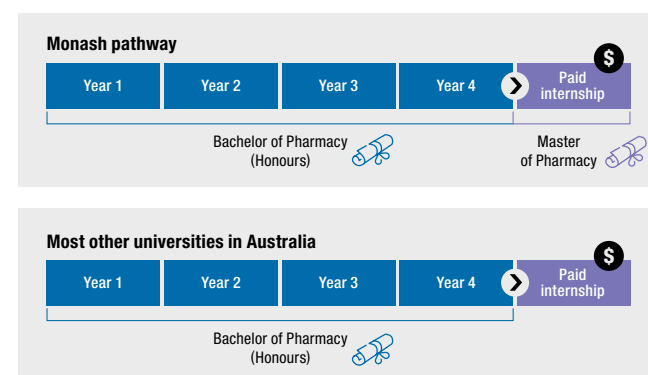 Monash pathway
$
Year 1 Year 2 Year 3 Year 4 Paid
internship
Bachelor of Pharmacy
(Honours)
Master
of Pharmacy
Most other universities in Australia
$
Year 1 Year 2 Year 3 Year 4 Paid
internship
Bachelor of Pharmacy
(Honours)